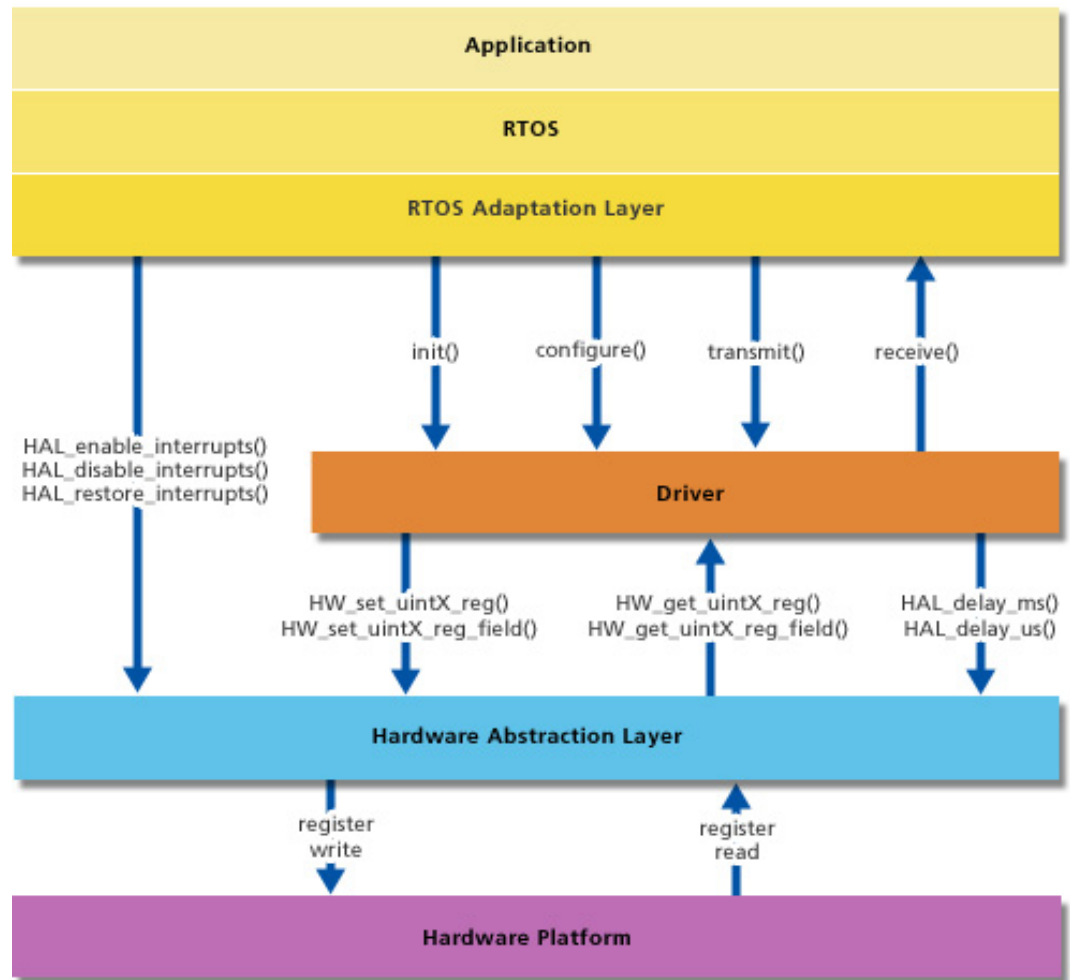 Application
RTOS
RTOS Adaptation Layer
init()
configure()
transmit()
receive()
HAL_enable_interrupts()
HAL_disable_interrupts()
HAL_restore_interrupts()
Driver
HW_set_uintX_reg()
HW_set_uintX_reg_field()
HW_get_uintX_reg()
HW_get_uintX_reg_field()
HAL_delay_ms()
HAL_delay_us()
Hardware Abstraction Layer
register
write
register
read
Hardware Platform